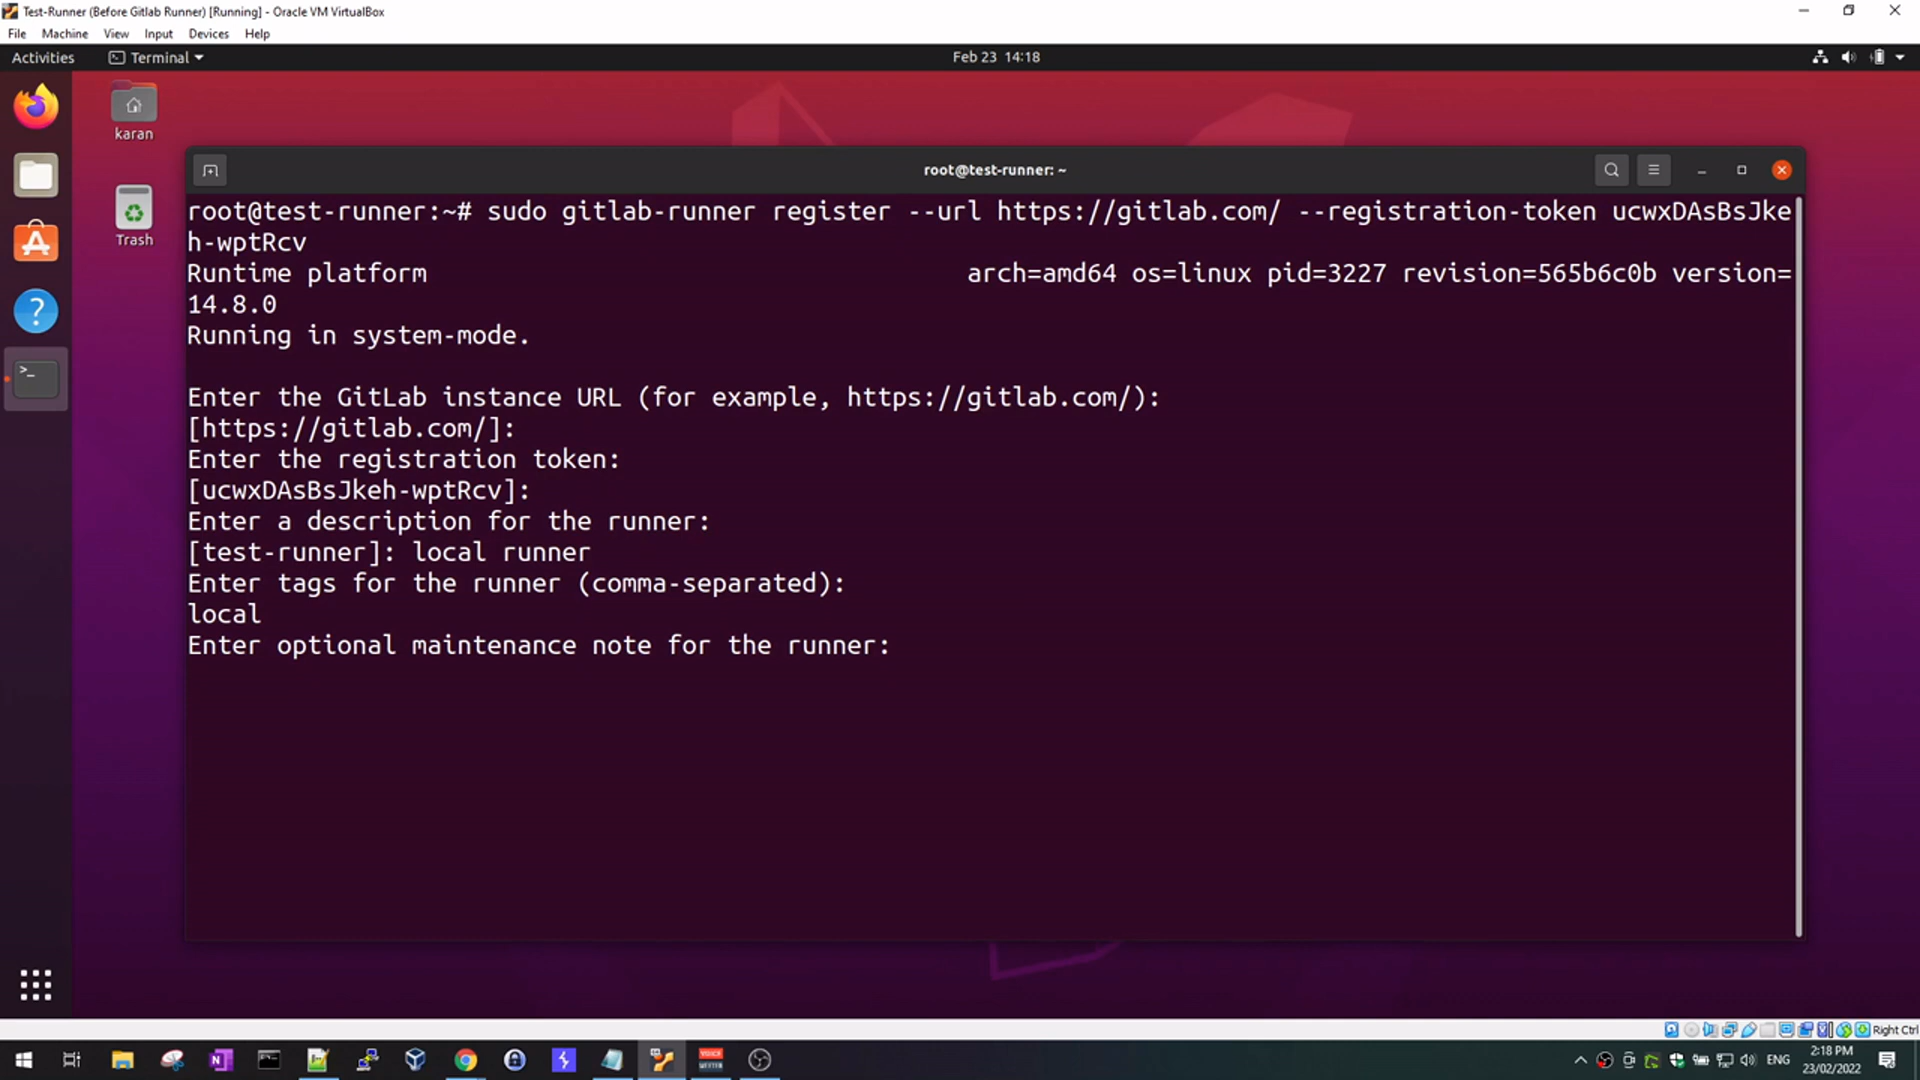 Test-Runner (Before Gitlab Runner) [Running] - Oracle VM VirtualBox
File Machine View Input Devices Help
Activities Terminal Feb 23 14:18
karan
Trash
root@test-runner: ~
root@test-runner:~# sudo gitlab-runner register --url https://gitlab.com/ --registration-token ucwxDAsBsJke
h-wptRcv
Runtime platform arch=amd64 os=linux pid=3227 revision=565b6c0b version=
14.8.0
Running in system-mode.
Enter the GitLab instance URL (for example, https://gitlab.com/):
[https://gitlab.com/]:
Enter the registration token:
[ucwxDAsBsJkeh-wptRcv]:
Enter a description for the runner:
[test-runner]: local runner
Enter tags for the runner (comma-separated):
local
Enter optional maintenance note for the runner:
Right Ctrl
ENG
2:18 PM
23/02/2022